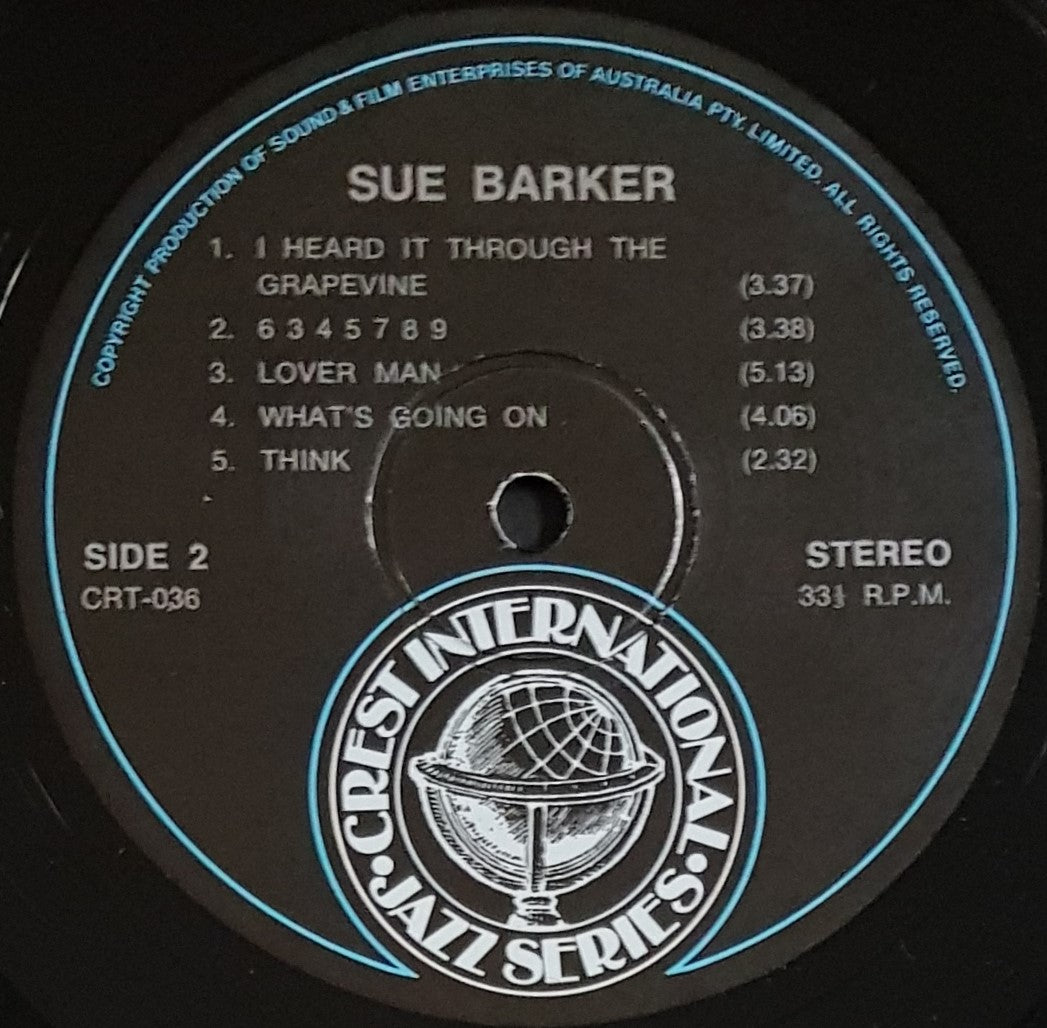 COPYRIGHT PRODUCTION OF SOUND & FILM ENTERPRISES OF AUSTRALIA PTY. LIMITED. ALL RIGHTS RESERVED.
SUE BARKER
1. I HEARD IT THROUGH THE
GRAPEVINE (3.37)
2. 6 3 4 5 7 8 9 (3.38)
3. LOVER MAN (5.13)
4. WHAT'S GOING ON (4.06)
5. THINK (2.32)
SIDE 2 STEREO
CRT-036 33⅓ R.P.M.
CREST INTERNATIONAL
• JAZZ SERIES •